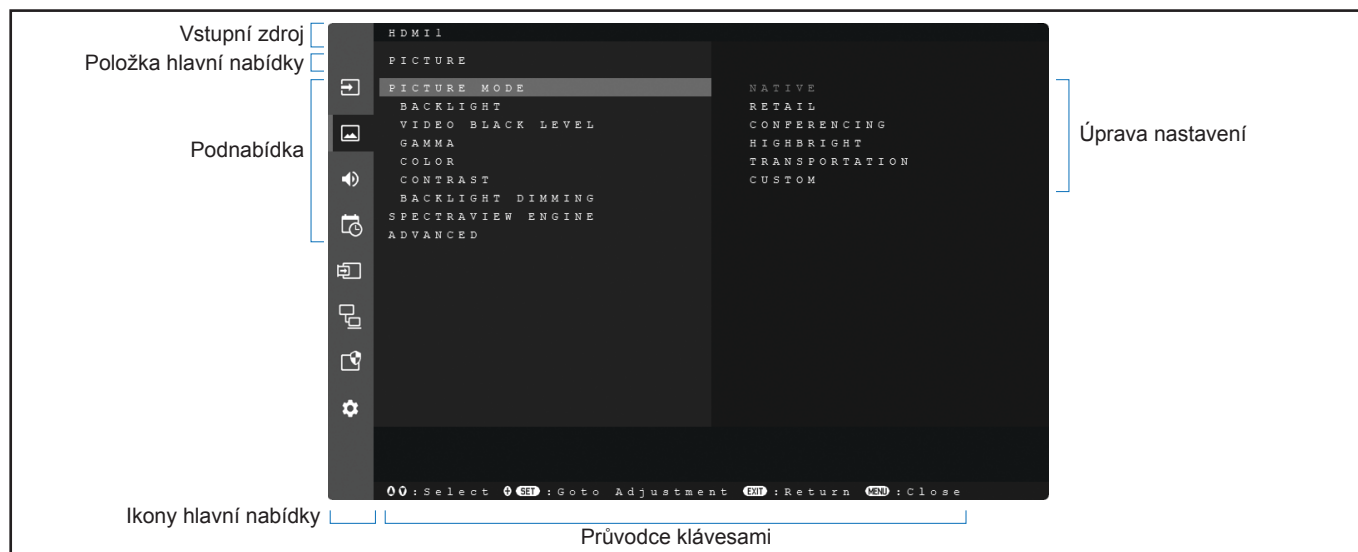 Vstupní zdroj
HDMI1
Položka hlavní nabídky
PICTURE
Podnabídka
PICTURE MODE
BACKLIGHT
VIDEO BLACK LEVEL
GAMMA
COLOR
CONTRAST
BACKLIGHT DIMMING
SPECTRAVIEW ENGINE
ADVANCED
NATIVE
RETAIL
CONFERENCING
HIGHBRIGHT
TRANSPORTATION
CUSTOM
Úprava nastavení
:Select SET :Goto Adjustment EXIT :Return MENU :Close
Ikony hlavní nabídky
Průvodce klávesami